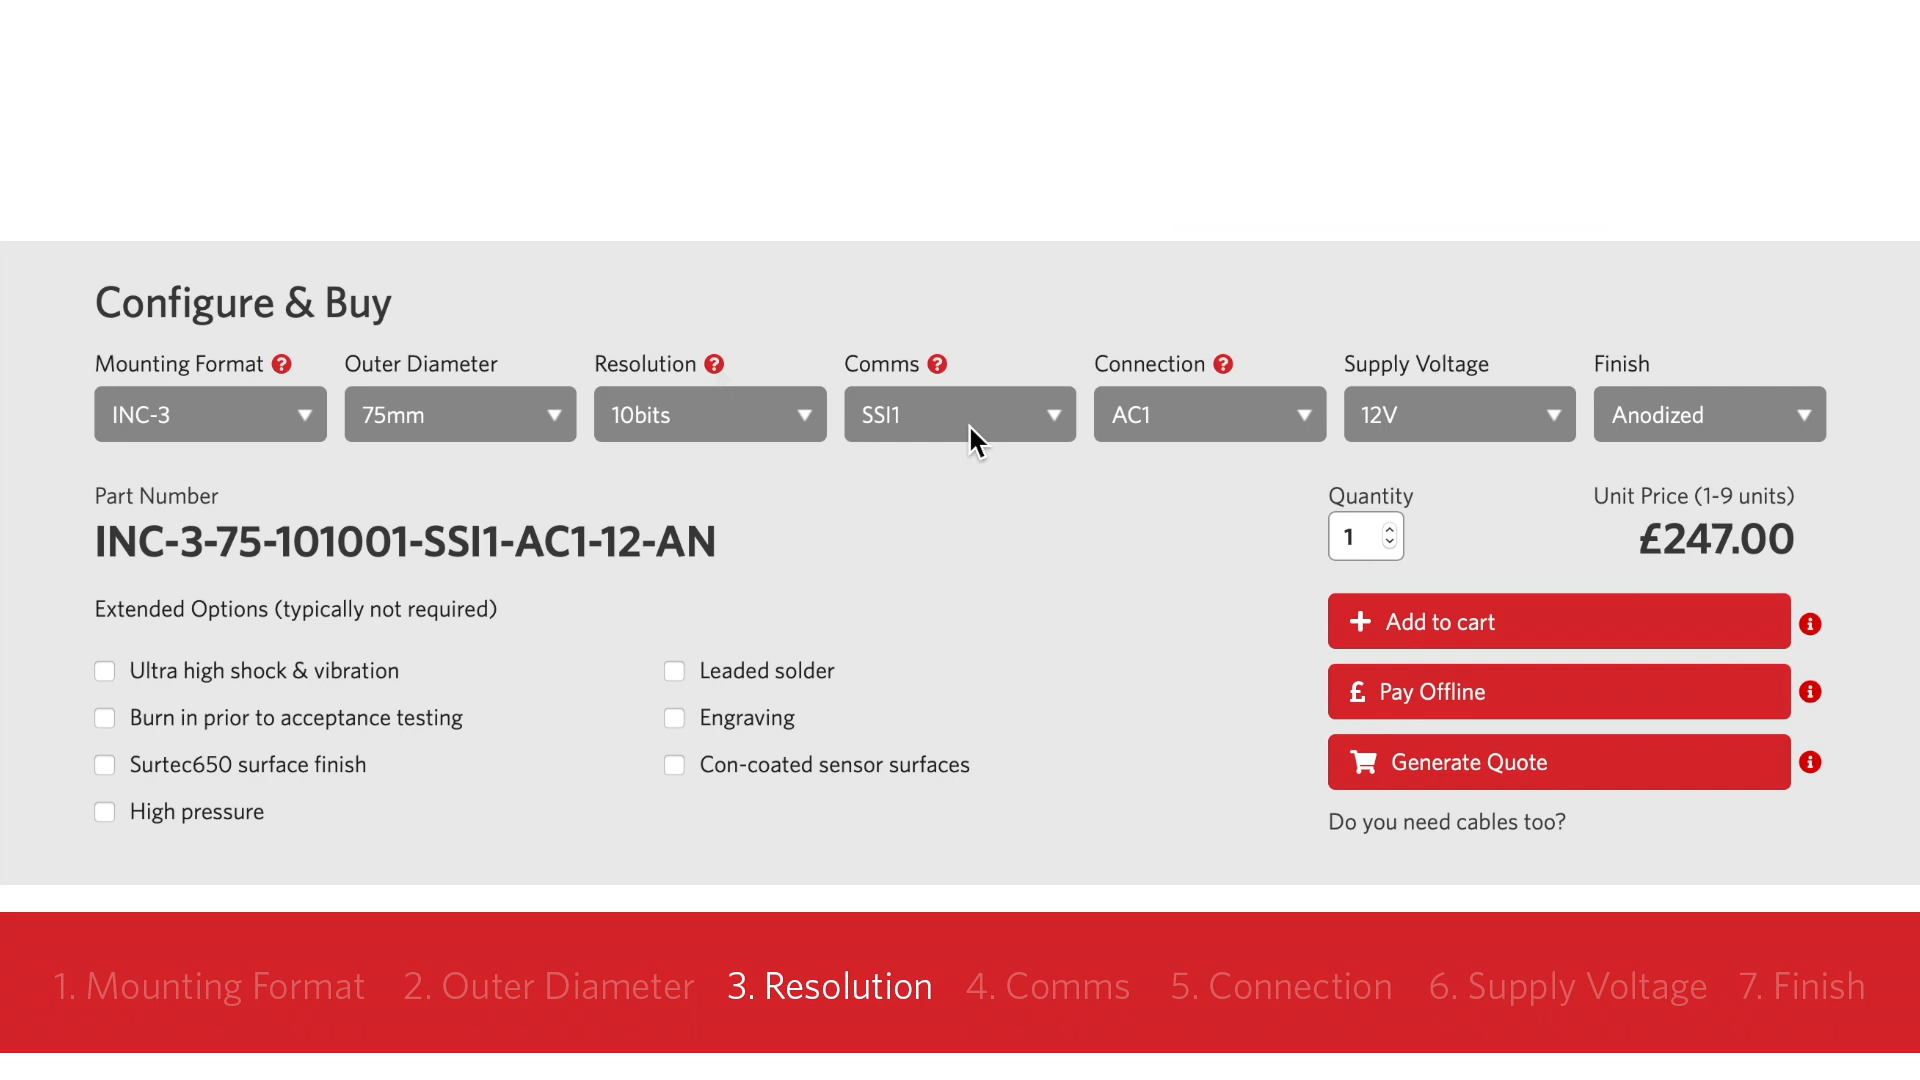 Configure & Buy
Mounting Format ? Outer Diameter Resolution ? Comms ? Connection ? Supply Voltage Finish
INC-3 75mm 10bits SSI1 AC1 12V Anodized
Part Number
INC-3-75-101001-SSI1-AC1-12-AN
Quantity Unit Price (1-9 units)
1 £247.00
Extended Options (typically not required)
Ultra high shock & vibration
Burn in prior to acceptance testing
Surtec650 surface finish
High pressure
Leaded solder
Engraving
Con-coated sensor surfaces
+ Add to cart i
£ Pay Offline i
Generate Quote i
Do you need cables too?
1. Mounting Format 2. Outer Diameter 3. Resolution 4. Comms 5. Connection 6. Supply Voltage 7. Finish